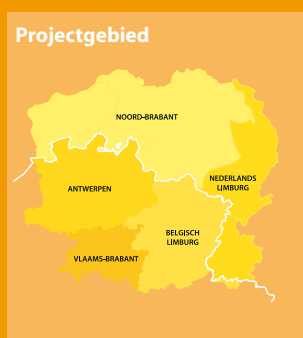 Projectgebied
NOORD-BRABANT
NEDERLANDS
LIMBURG
ANTWERPEN
BELGISCH
LIMBURG
VLAAMS-BRABANT